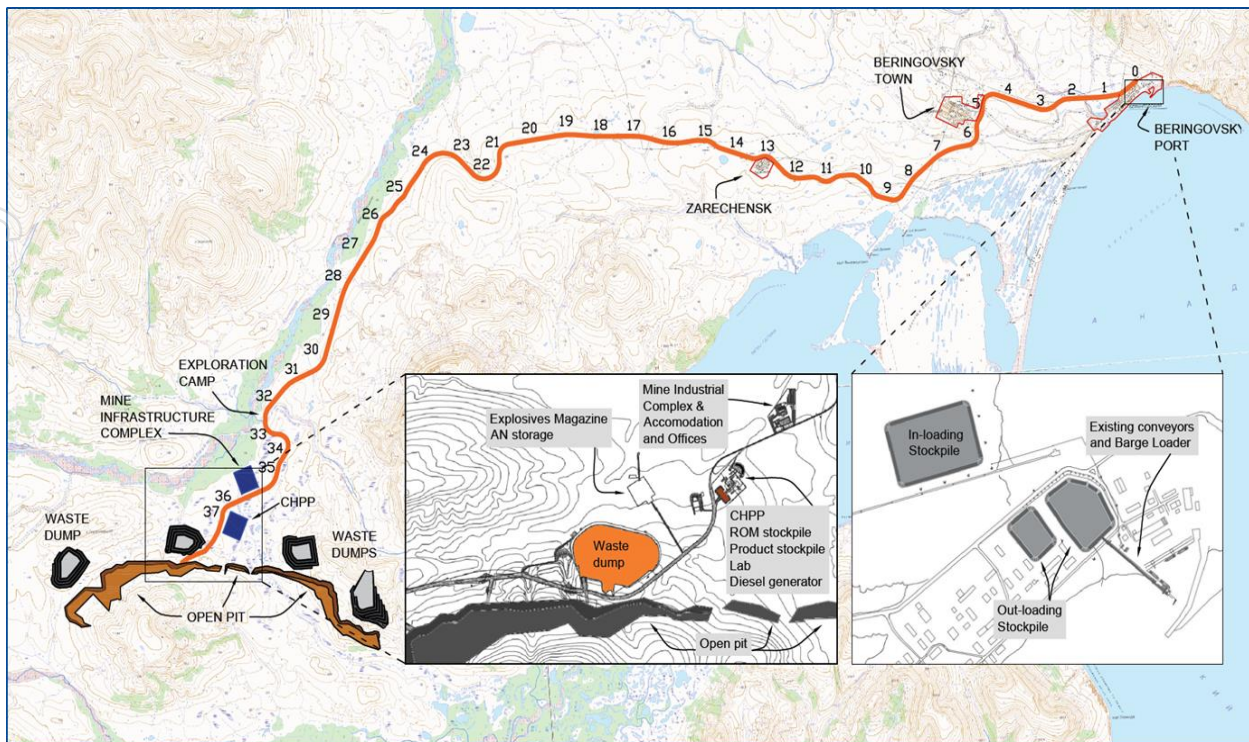 BERINGOVSKY
TOWN
5
4
3
2
1
0
BERINGOVSKY
PORT
6
7
8
9
10
11
12
13
14
15
16
17
18
19
20
21
22
23
24
25
26
27
28
29
30
31
32
33
34
35
36
37
ZARECHENSK
EXPLORATION
CAMP
MINE
INFRASTRUCTURE
COMPLEX
CHPP
WASTE
DUMP
WASTE
DUMPS
OPEN PIT
Explosives Magazine
AN storage
Mine Industrial
Complex &
Accomodation
and Offices
Waste
dump
CHPP
ROM stockpile
Product stockpile
Lab
Diesel generator
Open pit
In-loading
Stockpile
Existing conveyors
and Barge Loader
Out-loading
Stockpile
А Н А Д